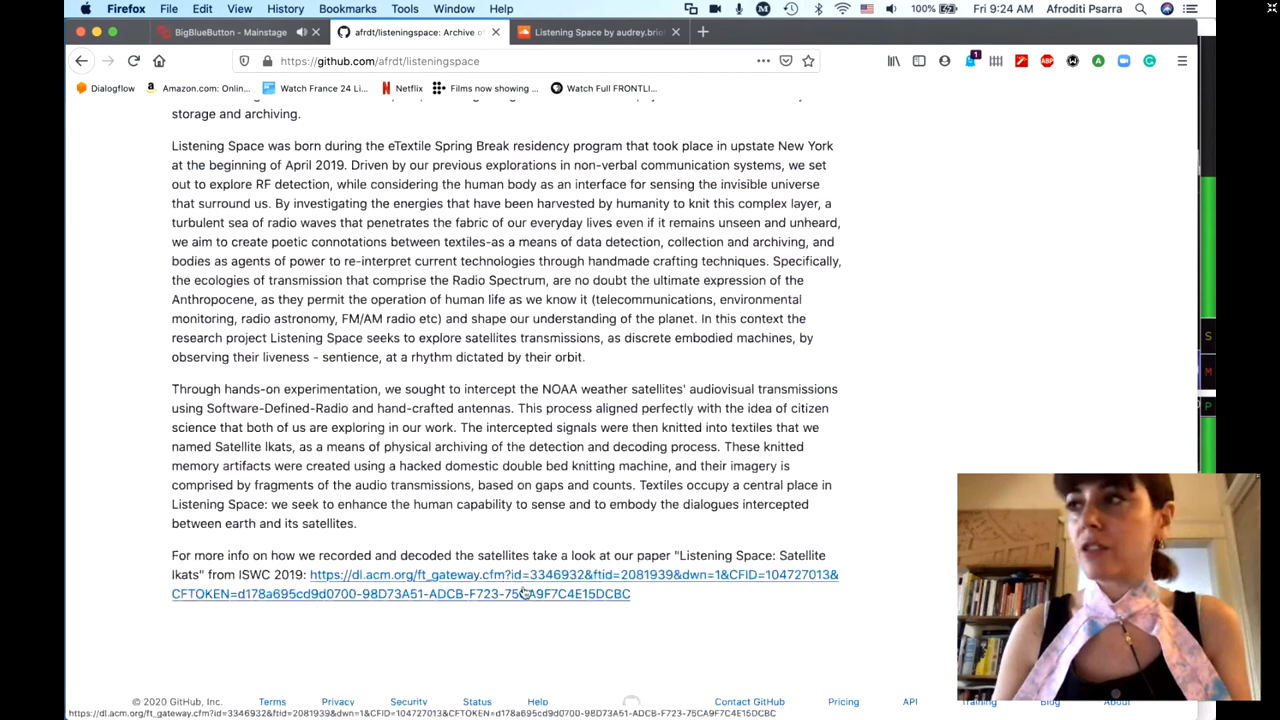 Firefox File Edit View History Bookmarks Tools Window Help 100% Fri 9:24 AM Afroditi Psarra
BigBlueButton - Mainstage afrdt/listeningspace: Archive o Listening Space by audrey.brio
https://github.com/afrdt/listeningspace
Dialogflow Amazon.com: Onlin... Watch France 24 Li... Netflix Films now showing ... Watch Full FRONTLI...
storage and archiving.
Listening Space was born during the eTextile Spring Break residency program that took place in upstate New York
at the beginning of April 2019. Driven by our previous explorations in non-verbal communication systems, we set
out to explore RF detection, while considering the human body as an interface for sensing the invisible universe
that surround us. By investigating the energies that have been harvested by humanity to knit this complex layer, a
turbulent sea of radio waves that penetrates the fabric of our everyday lives even if it remains unseen and unheard,
we aim to create poetic connotations between textiles-as a means of data detection, collection and archiving, and
bodies as agents of power to re-interpret current technologies through handmade crafting techniques. Specifically,
the ecologies of transmission that comprise the Radio Spectrum, are no doubt the ultimate expression of the
Anthropocene, as they permit the operation of human life as we know it (telecommunications, environmental
monitoring, radio astronomy, FM/AM radio etc) and shape our understanding of the planet. In this context the
research project Listening Space seeks to explore satellites transmissions, as discrete embodied machines, by
observing their liveness - sentience, at a rhythm dictated by their orbit.
Through hands-on experimentation, we sought to intercept the NOAA weather satellites' audiovisual transmissions
using Software-Defined-Radio and hand-crafted antennas. This process aligned perfectly with the idea of citizen
science that both of us are exploring in our work. The intercepted signals were then knitted into textiles that we
named Satellite Ikats, as a means of physical archiving of the detection and decoding process. These knitted
memory artifacts were created using a hacked domestic double bed knitting machine, and their imagery is
comprised by fragments of the audio transmissions, based on gaps and counts. Textiles occupy a central place in
Listening Space: we seek to enhance the human capability to sense and to embody the dialogues intercepted
between earth and its satellites.
For more info on how we recorded and decoded the satellites take a look at our paper "Listening Space: Satellite
Ikats" from ISWC 2019: https://dl.acm.org/ft_gateway.cfm?id=3346932&ftid=2081939&dwn=1&CFID=104727013&
CFTOKEN=d178a695cd9d0700-98D73A51-ADCB-F723-75CA9F7C4E15DCBC
© 2020 GitHub, Inc. Terms Privacy Security Status Help Contact GitHub Pricing API Training Blog About
https://dl.acm.org/ft_gateway.cfm?id=3346932&ftid=2081939&dwn=1&CFID=104727013&CFTOKEN=d178a695cd9d0700-98D73A51-ADCB-F723-75CA9F7C4E15DCBC
S
M
P